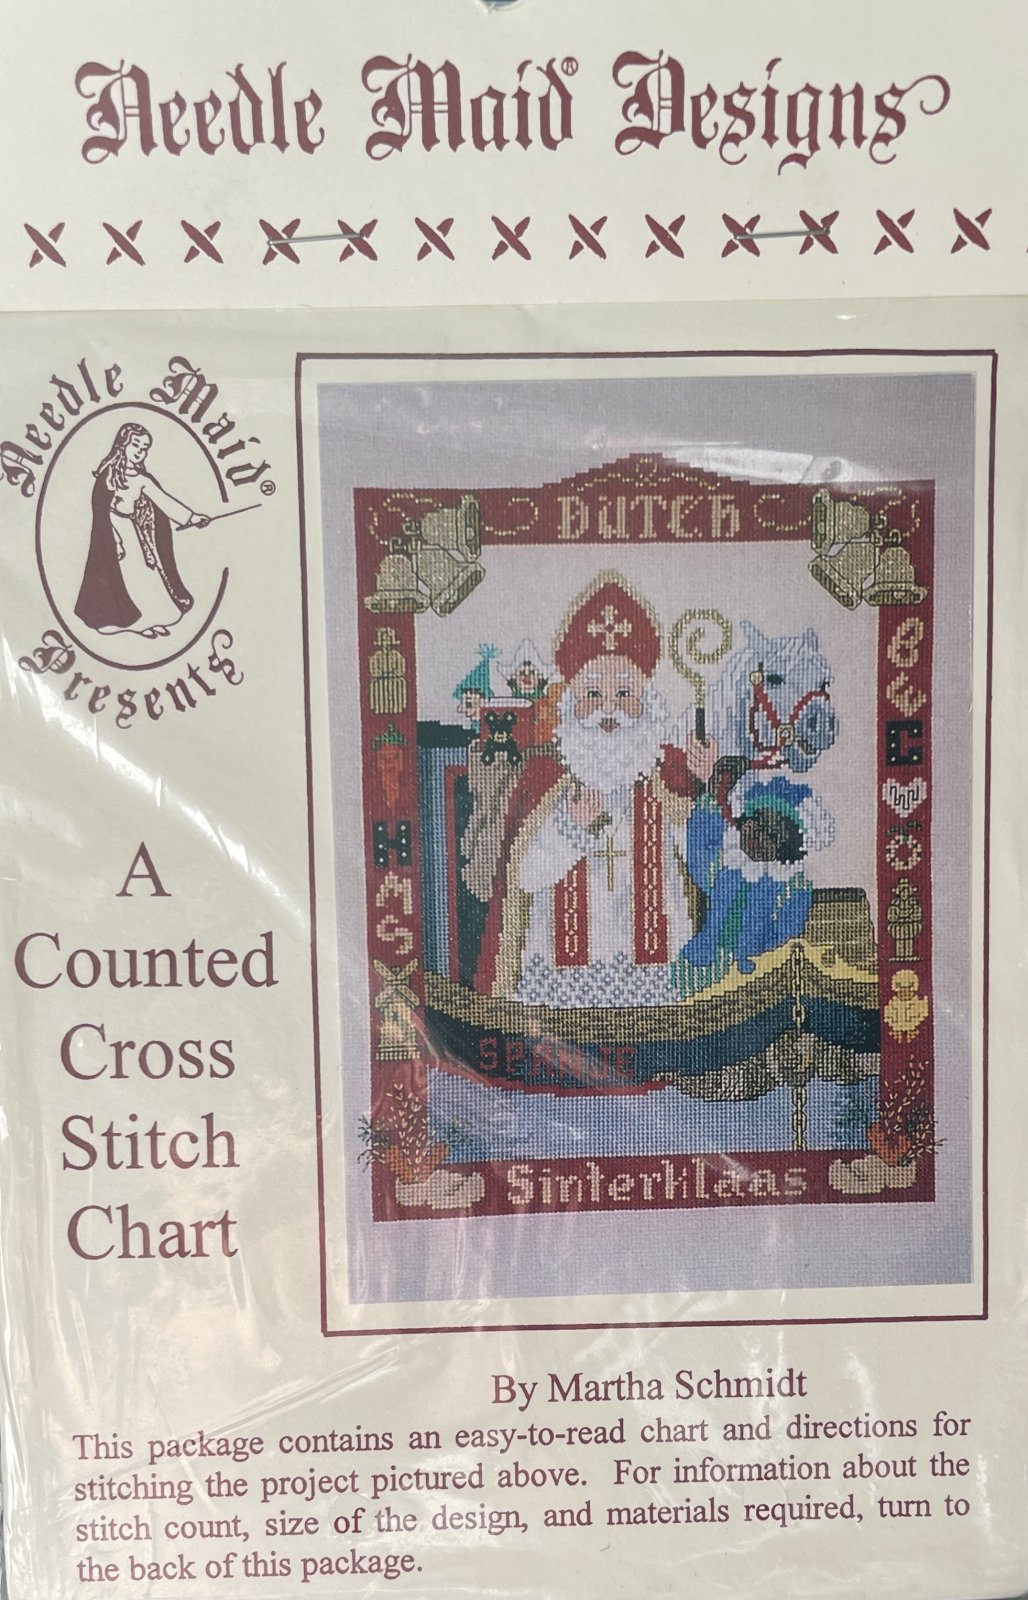 Needle Maid® Designs
Needle Maid®
Presents
A
Counted
Cross
Stitch
Chart
DUTCH
H
M
S
B
W
C
W
SPANJE
Sinterklaas
By Martha Schmidt
This package contains an easy-to-read chart and directions for
stitching the project pictured above. For information about the
stitch count, size of the design, and materials required, turn to
the back of this package.